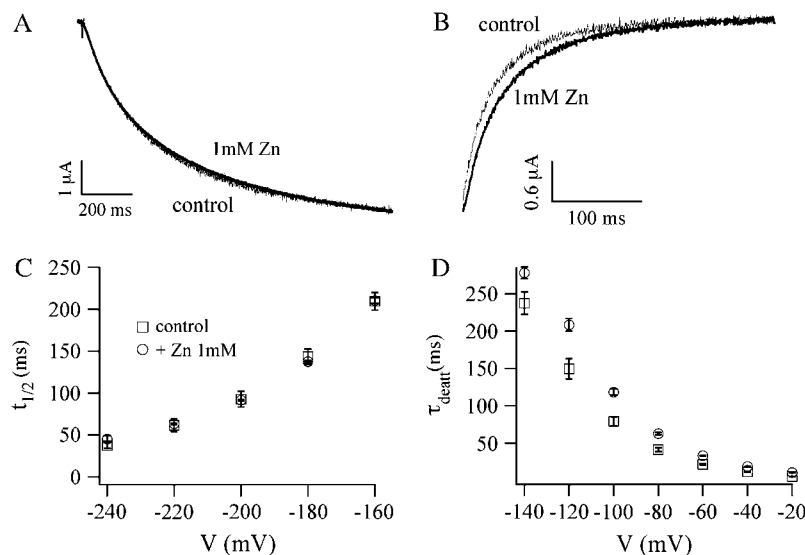 A
1mM Zn
control
1 μA
200 ms
B
control
1mM Zn
0.6 μA
100 ms
C
250
200
150
100
50
0
t1/2 (ms)
control
+ Zn 1mM
-240 -220 -200 -180 -160
V (mV)
D
250
200
150
100
50
τdeatt (ms)
-140 -120 -100 -80 -60 -40 -20
V (mV)